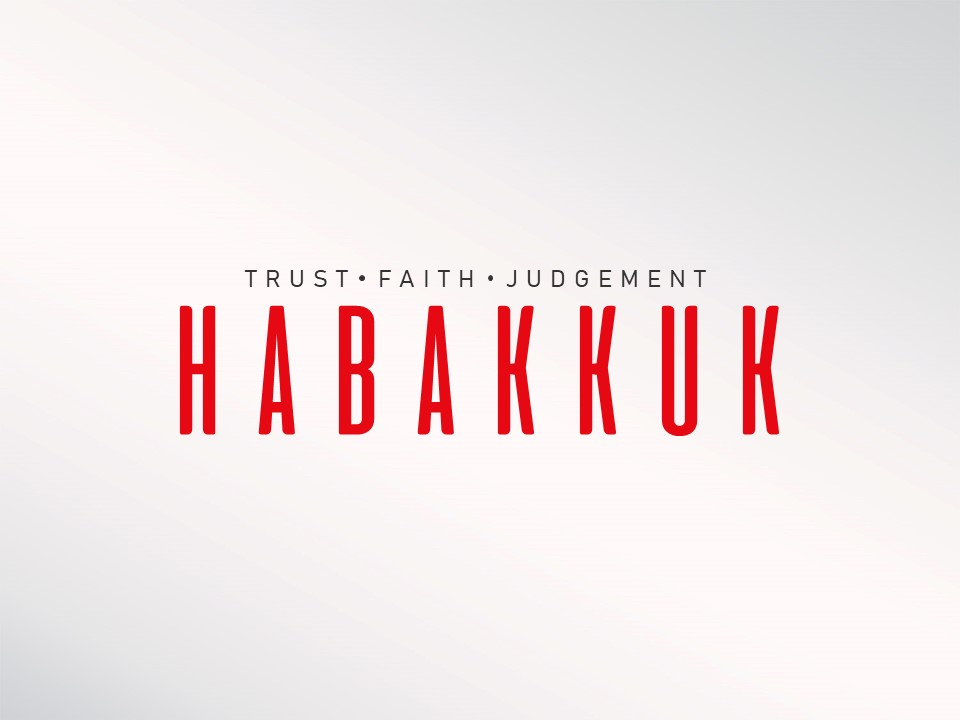 TRUST • FAITH • JUDGEMENT
HABAKKUK